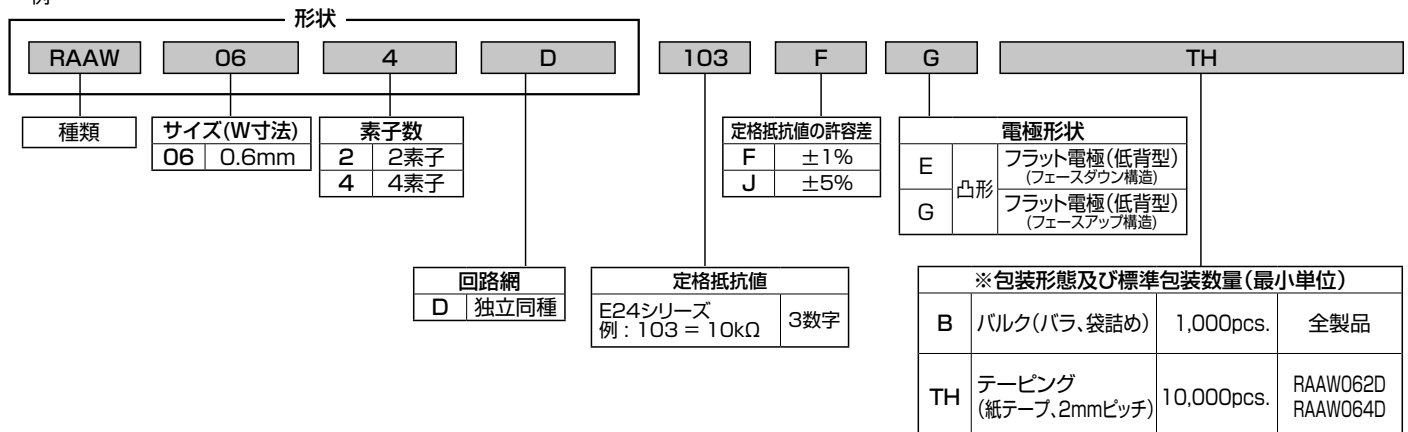 例
形状
RAAW 06 4 D 103 F G TH
種類
サイズ(W寸法)
06 0.6mm
素子数
2 2素子
4 4素子
定格抵抗値の許容差
F ±1%
J ±5%
電極形状
E 凸形 フラット電極(低背型)
(フェースダウン構造)
G フラット電極(低背型)
(フェースアップ構造)
回路網
D 独立同種
定格抵抗値
E24シリーズ
例 : 103 = 10kΩ
3数字
※包装形態及び標準包装数量(最小単位)
B バルク(バラ、袋詰め) 1,000pcs. 全製品
TH テーピング
(紙テープ、2mmピッチ)
10,000pcs.
RAAW062D
RAAW064D